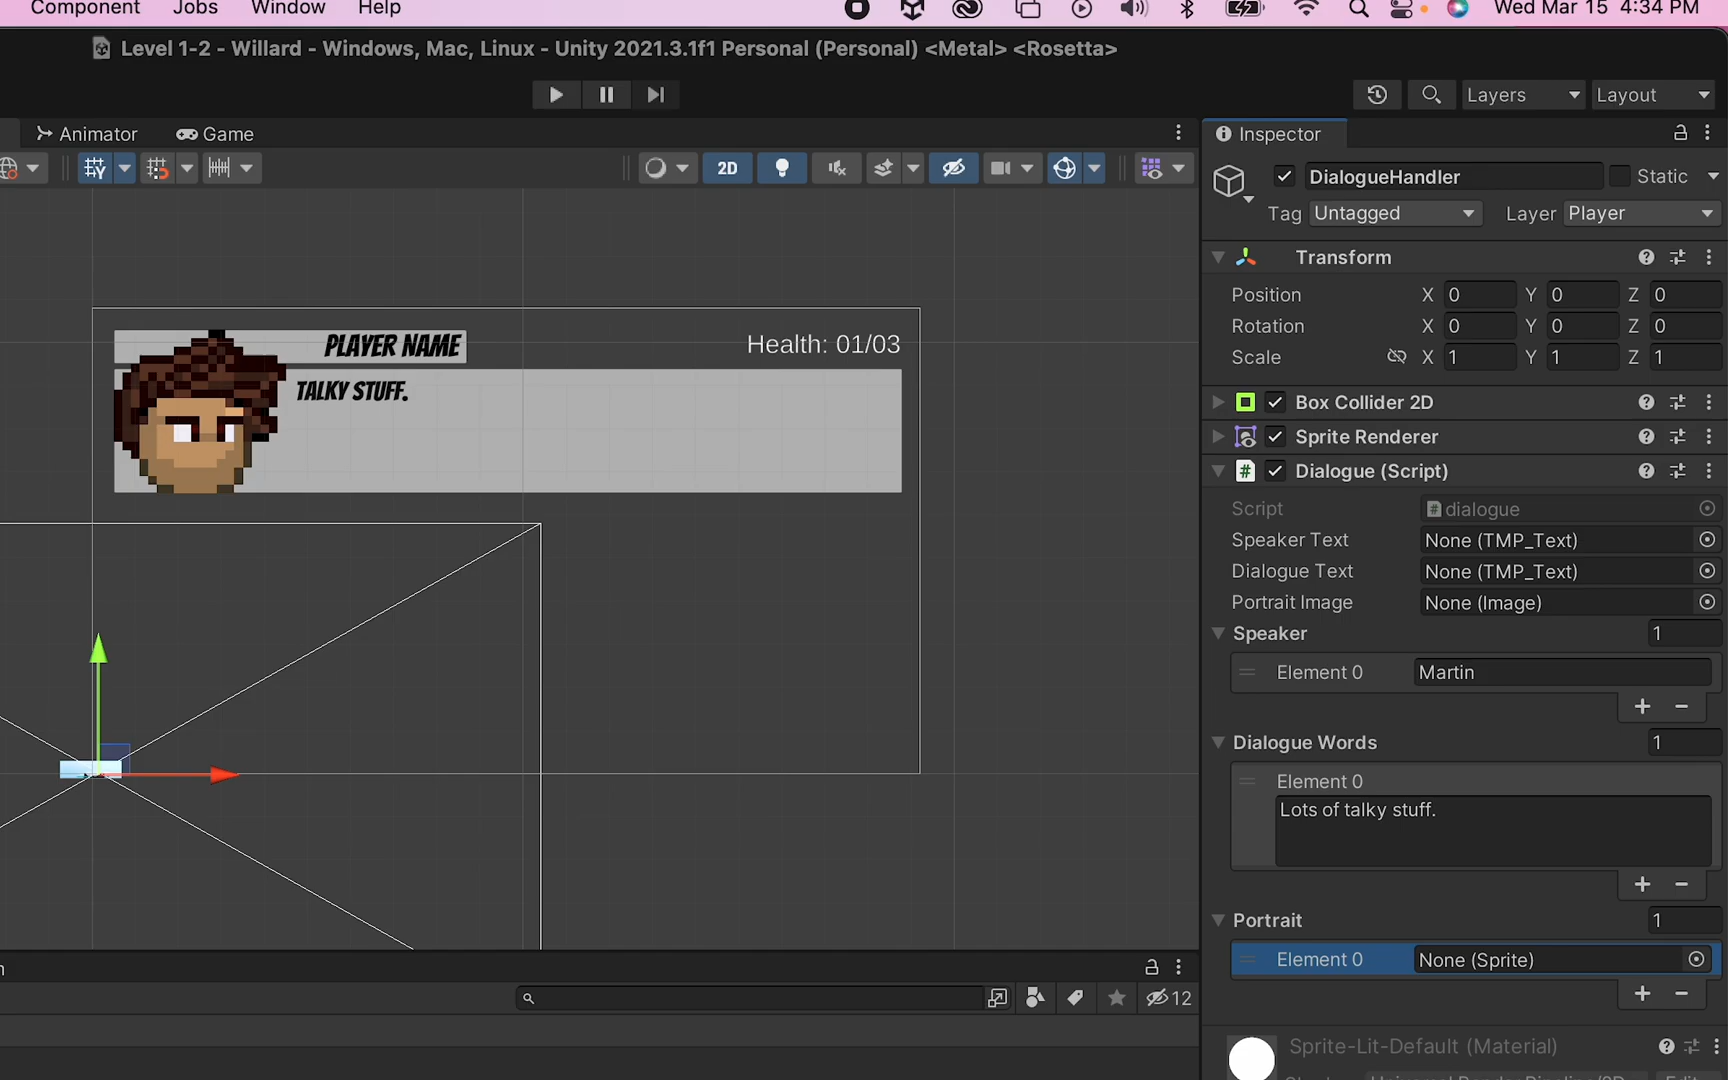 Component Jobs Window Help Wed Mar 15 4:34 PM
Level 1-2 - Willard - Windows, Mac, Linux - Unity 2021.3.1f1 Personal (Personal) <Metal> <Rosetta>
Layers Layout
Animator Game
2D
Inspector
DialogueHandler Static
Tag Untagged Layer Player
Transform
Position X 0 Y 0 Z 0
Rotation X 0 Y 0 Z 0
Scale X 1 Y 1 Z 1
PLAYER NAME
Health: 01/03
TALKY STUFF.
Box Collider 2D
Sprite Renderer
# Dialogue (Script)
Script # dialogue
Speaker Text None (TMP_Text)
Dialogue Text None (TMP_Text)
Portrait Image None (Image)
Speaker 1
Element 0 Martin
+ −
Dialogue Words 1
Element 0
Lots of talky stuff.
+ −
Portrait 1
Element 0 None (Sprite)
+ −
12
Sprite-Lit-Default (Material)